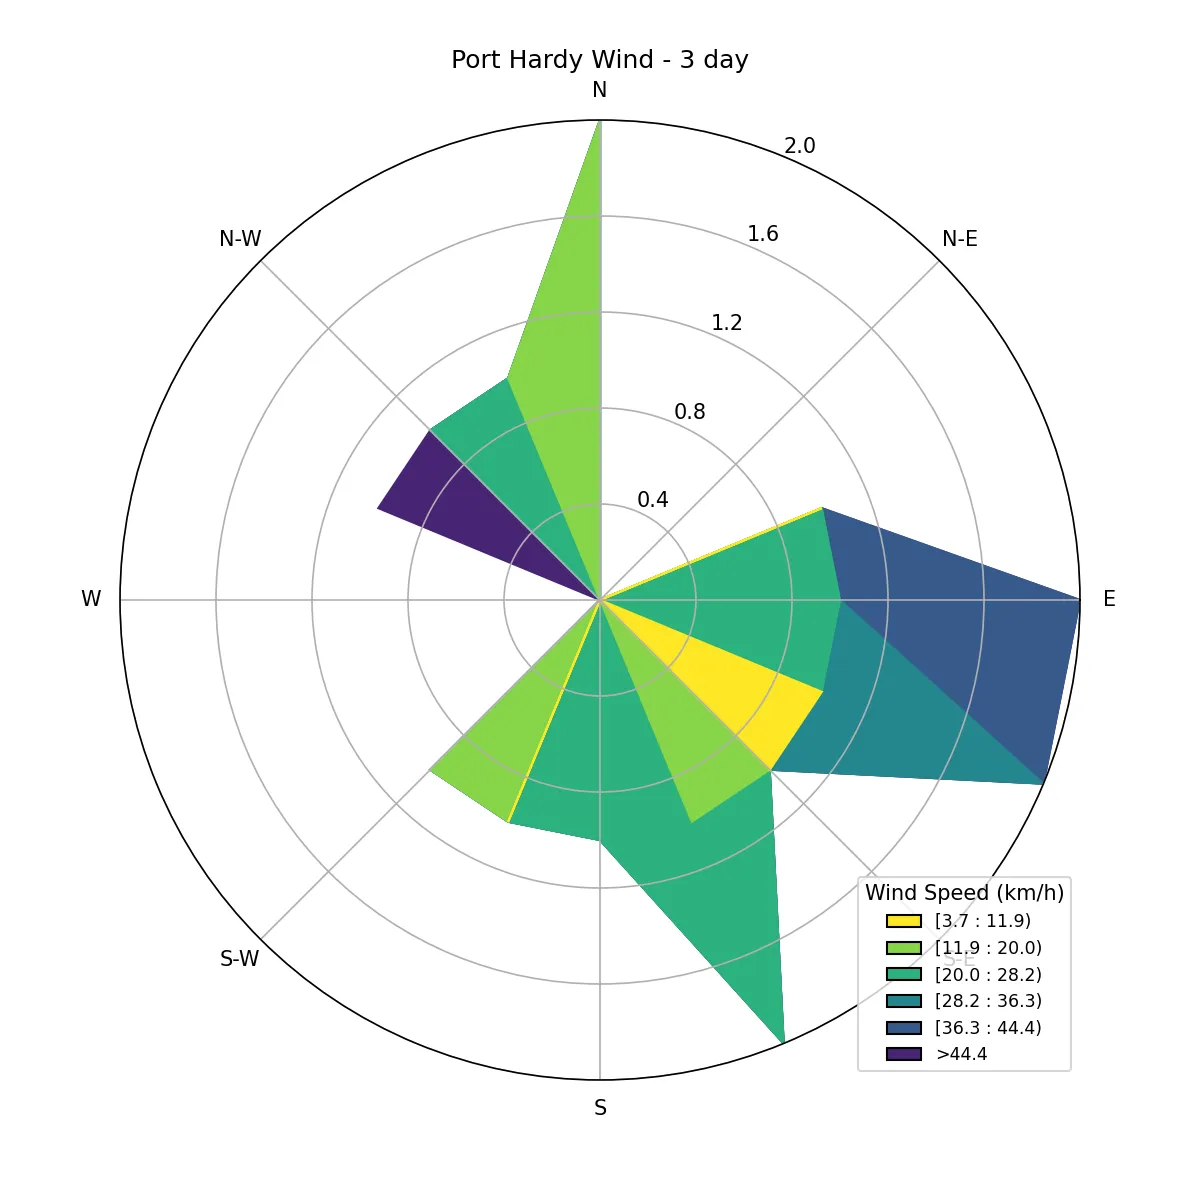 Port Hardy Wind - 3 day
N
2.0
N-W
1.6
N-E
1.2
0.8
0.4
W
E
S-W
S-E
S
Wind Speed (km/h)
[3.7 : 11.9)
[11.9 : 20.0)
[20.0 : 28.2)
[28.2 : 36.3)
[36.3 : 44.4)
>44.4